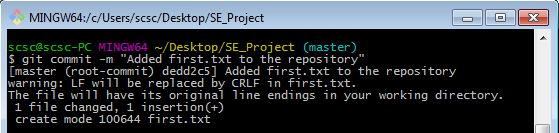 MINGW64:/c/Users/scsc/Desktop/SE_Project
scsc@scsc-PC MINGW64 ~/Desktop/SE_Project (master)
$ git commit -m "Added first.txt to the repository"
[master (root-commit) dedd2c5] Added first.txt to the repository
warning: LF will be replaced by CRLF in first.txt.
The file will have its original line endings in your working directory.
 1 file changed, 1 insertion(+)
 create mode 100644 first.txt